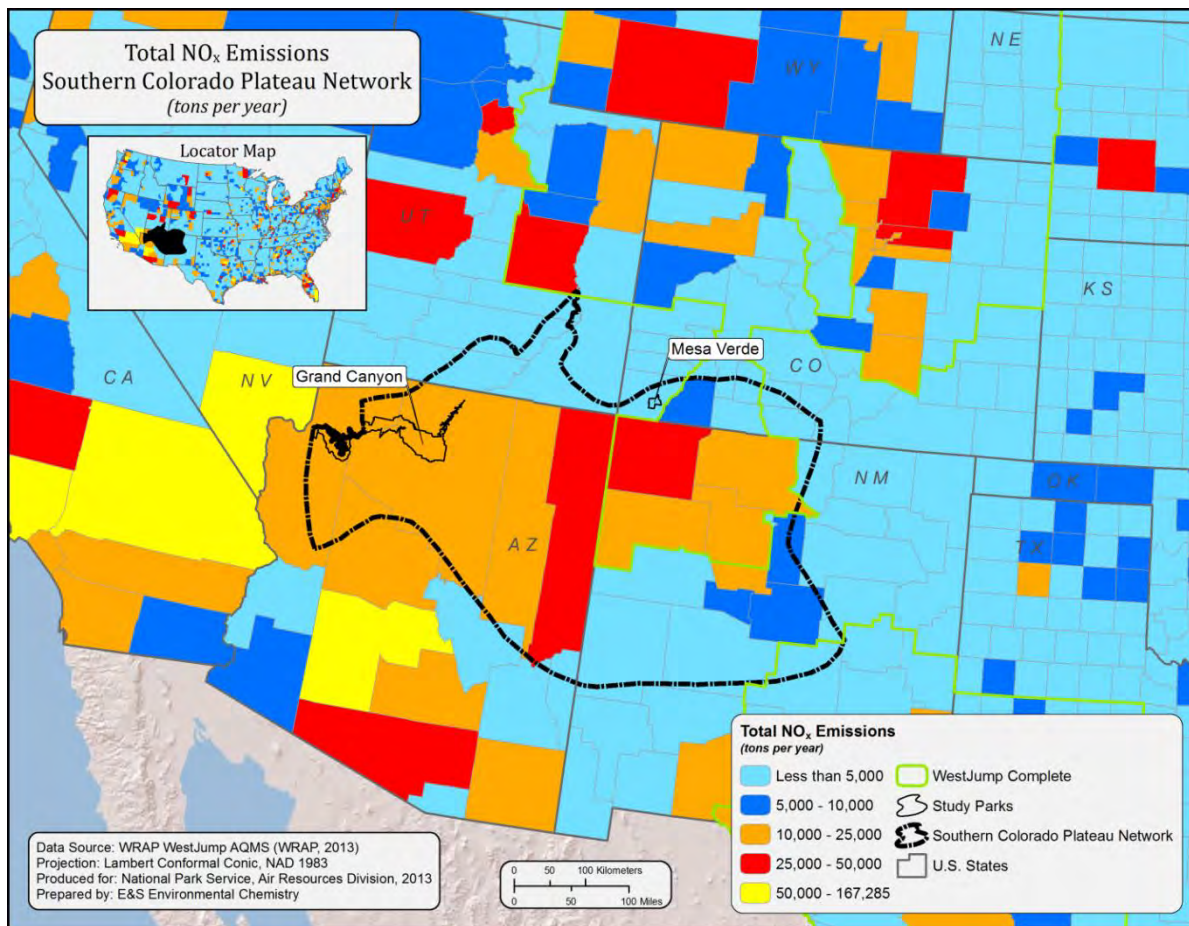 Total NOx Emissions
Southern Colorado Plateau Network
(tons per year)
Locator Map
NE
WY
UT
KS
CO
Mesa Verde
CA
NV
Grand Canyon
NM
OK
TX
AZ
Total NOx Emissions
(tons per year)
Less than 5,000
5,000 - 10,000
10,000 - 25,000
25,000 - 50,000
50,000 - 167,285
WestJump Complete
Study Parks
Southern Colorado Plateau Network
U.S. States
Data Source: WRAP WestJump AQMS (WRAP, 2013)
Projection: Lambert Conformal Conic, NAD 1983
Produced for: National Park Service, Air Resources Division, 2013
Prepared by: E&S Environmental Chemistry
0 50 100 Kilometers
0 50 100 Miles